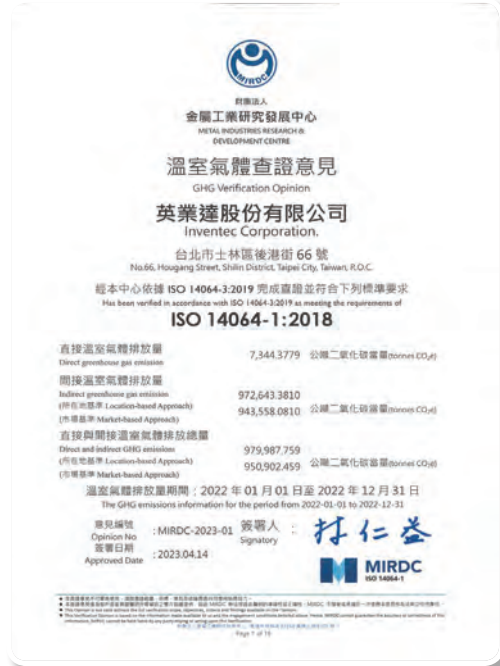 MIRDC
財團法人
金屬工業研究發展中心
METAL INDUSTRIES RESEARCH &
DEVELOPMENT CENTRE
溫室氣體查證意見
GHG Verification Opinion
英業達股份有限公司
Inventec Corporation.
台北市士林區後港街 66 號
No.66, Hougang Street, Shilin District, Taipei City, Taiwan, R.O.C.
經本中心依據 ISO 14064-3:2019 完成查證並符合下列標準要求
Has been verified in accordance with ISO 14064-3:2019 as meeting the requirements of
ISO 14064-1:2018
直接溫室氣體排放量 7,344.3779 公噸二氧化碳當量(tonnes CO₂e)
Direct greenhouse gas emission
間接溫室氣體排放量
Indirect greenhouse gas emission 972,643.3810
(所在地基準 Location-based Approach) 943,558.0810 公噸二氧化碳當量(tonnes CO₂e)
(市場基準 Market-based Approach)
直接與間接溫室氣體排放總量
Direct and indirect GHG emissions 979,987.759
(所在地基準 Location-based Approach) 950,902.459 公噸二氧化碳當量(tonnes CO₂e)
(市場基準 Market-based Approach)
溫室氣體排放量期間：2022 年 01 月 01 日至 2022 年 12 月 31 日
The GHG emissions information for the period from 2022-01-01 to 2022-12-31
意見編號 : MIRDC-2023-01 簽署人 :
Opinion No Signatory
簽署日期 : 2023.04.14
Approved Date
林仁益
MIRDC
ISO 14064-1
Page 1 of 16